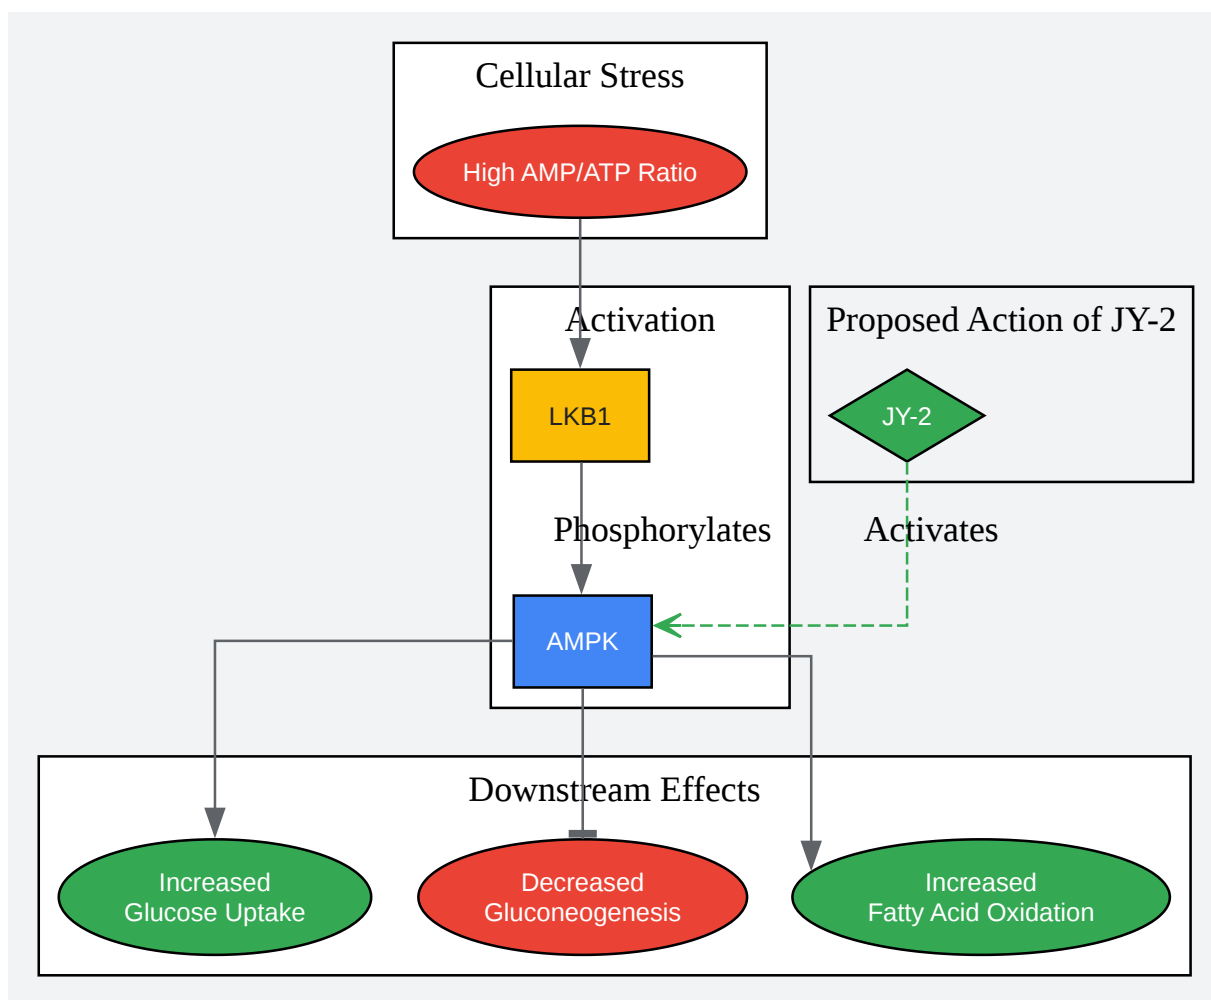 Cellular Stress
High AMP/ATP Ratio
Activation
Proposed Action of JY-2
LKB1
JY-2
Phosphorylates
Activates
AMPK
Downstream Effects
Increased
Glucose Uptake
Decreased
Gluconeogenesis
Increased
Fatty Acid Oxidation